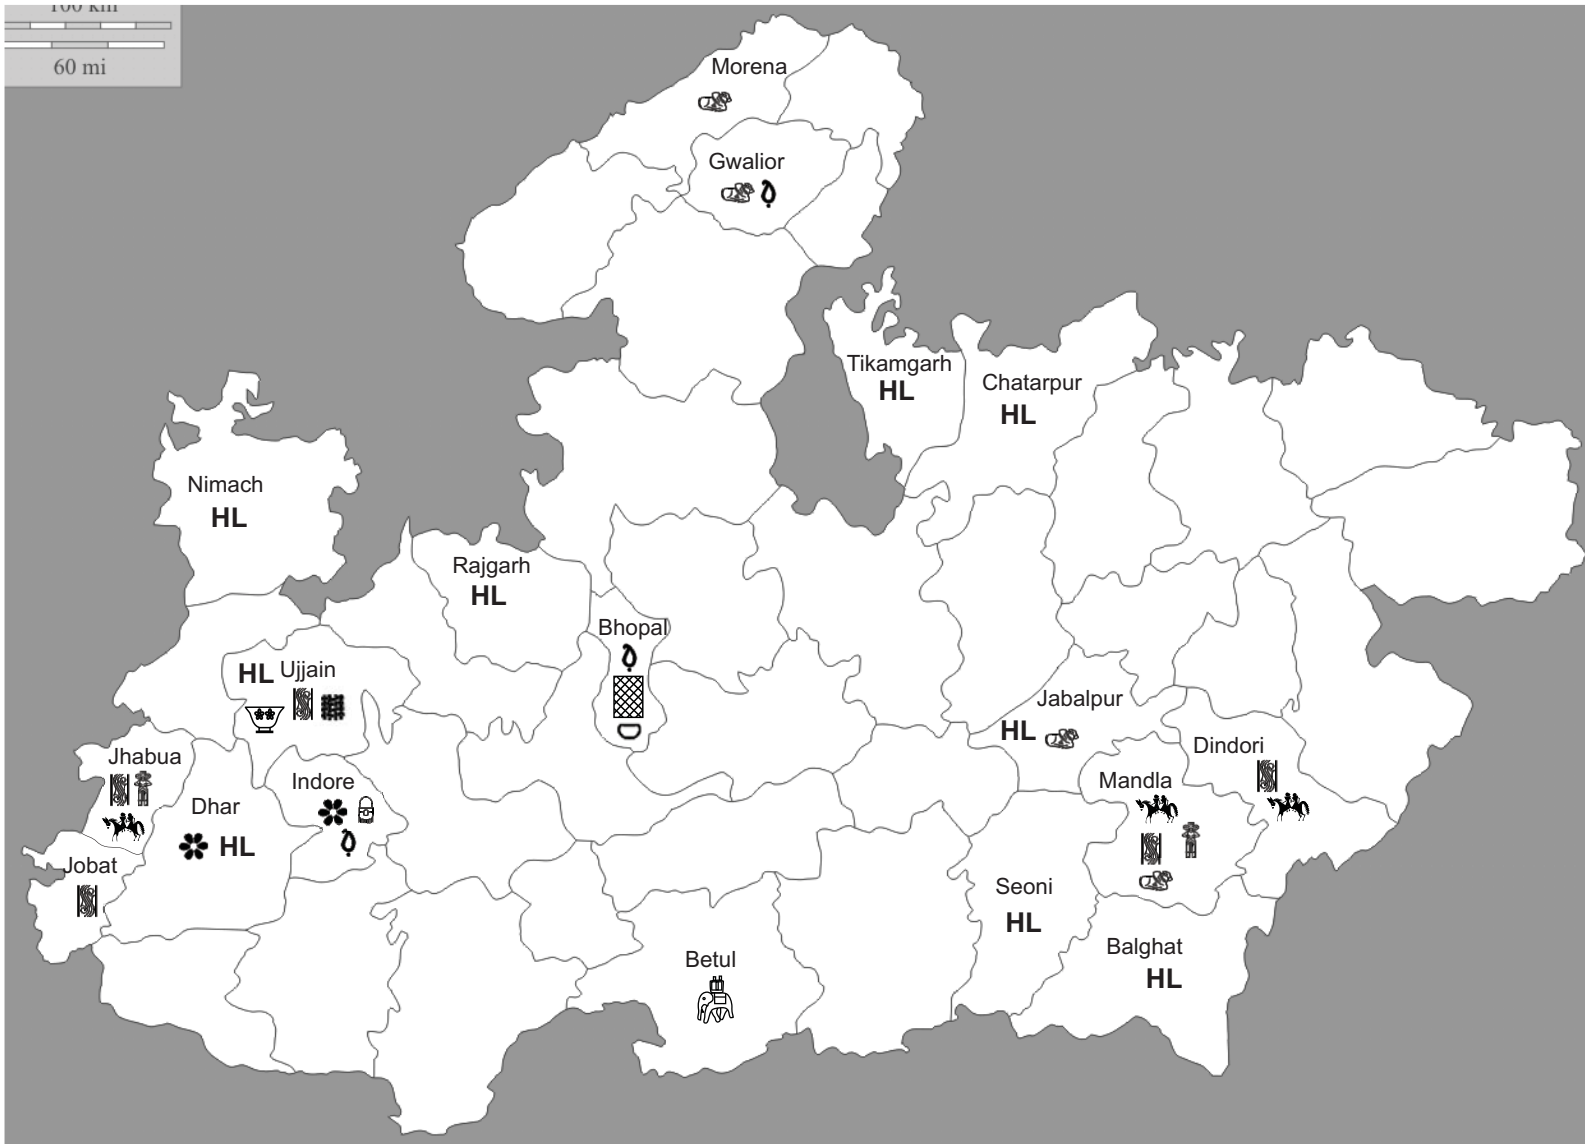 100 km
60 mi
Morena
Gwalior
Tikamgarh
HL
Chatarpur
HL
Nimach
HL
Rajgarh
HL
Bhopal
HL Ujjain
Jabalpur
HL
Dindori
Mandla
Jhabua
Indore
Dhar
HL
Jobat
Seoni
HL
Balghat
HL
Betul